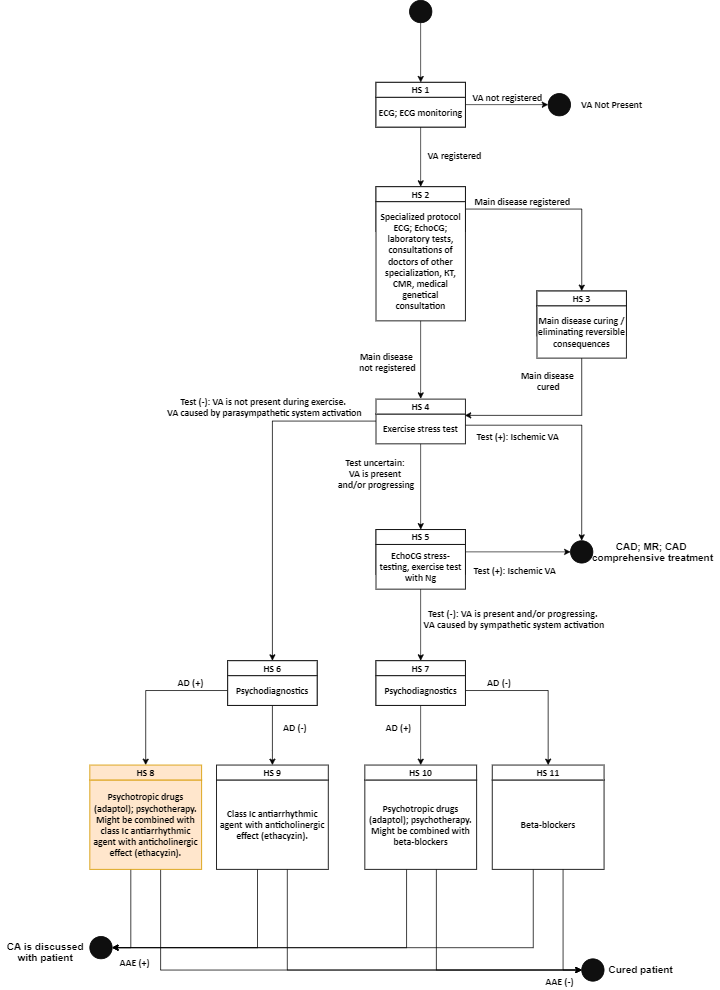 HS 1
ECG; ECG monitoring
VA not registered
VA Not Present
VA registered
HS 2
Specialized protocol
ECG; EchoCG;
laboratory tests,
consultations of
doctors of other
specialization, KT,
CMR, medical
genetical
consultation
Main disease registered
HS 3
Main disease curing /
eliminating reversible
consequences
Main disease
not registered
Main disease
cured
HS 4
Exercise stress test
Test (-): VA is not present during exercise.
VA caused by parasympathetic system activation
Test (+): Ischemic VA
Test uncertain:
VA is present
and/or progressing
HS 5
EchoCG stress-
testing, exercise test
with Ng
Test (+): Ischemic VA
CAD; MR; CAD
comprehensive treatment
Test (-): VA is present and/or progressing.
VA caused by sympathetic system activation
HS 6
Psychodiagnostics
HS 7
Psychodiagnostics
AD (+)
AD (-)
AD (+)
AD (-)
HS 8
Psychotropic drugs
(adaptol); psychotherapy.
Might be combined with
class Ic antiarrhythmic
agent with anticholinergic
effect (ethacyzin).
HS 9
Class Ic antiarrhythmic
agent with anticholinergic
effect (ethacyzin).
HS 10
Psychotropic drugs
(adaptol); psychotherapy.
Might be combined with
beta-blockers
HS 11
Beta-blockers
CA is discussed
with patient
AAE (+)
Cured patient
AAE (-)